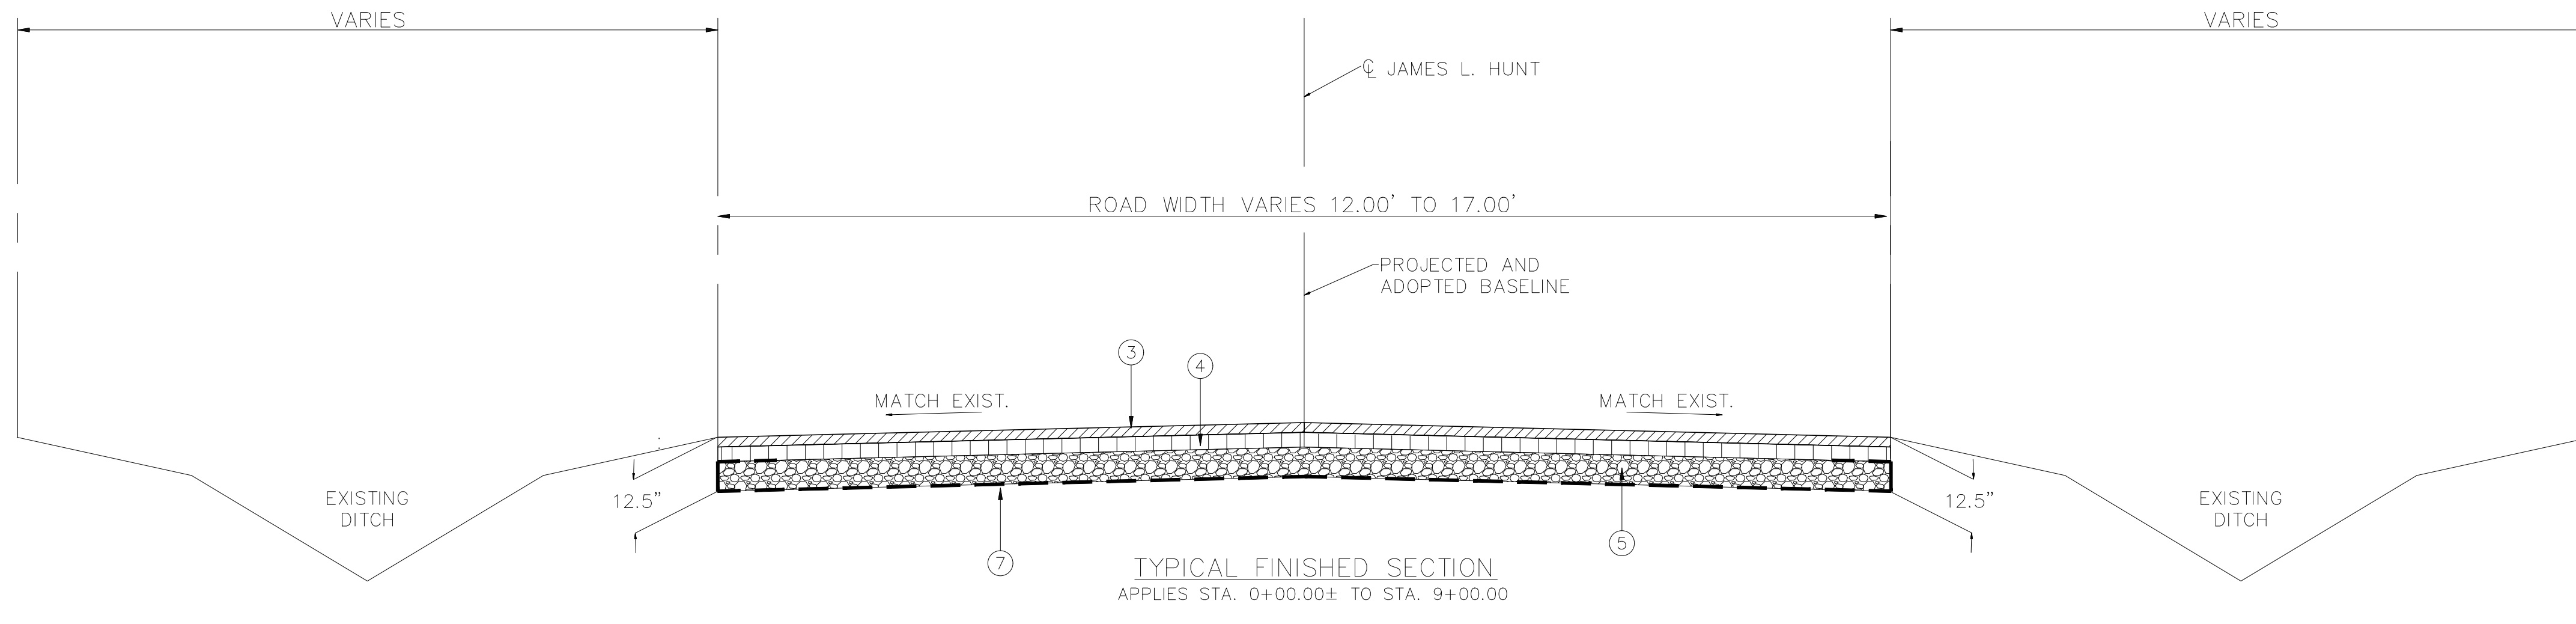 VARIES
VARIES
℄ JAMES L. HUNT
ROAD WIDTH VARIES 12.00' TO 17.00'
PROJECTED AND
ADOPTED BASELINE
3
4
MATCH EXIST.
MATCH EXIST.
EXISTING
DITCH
12.5"
12.5"
EXISTING
DITCH
7
5
TYPICAL FINISHED SECTION
APPLIES STA. 0+00.00± TO STA. 9+00.00